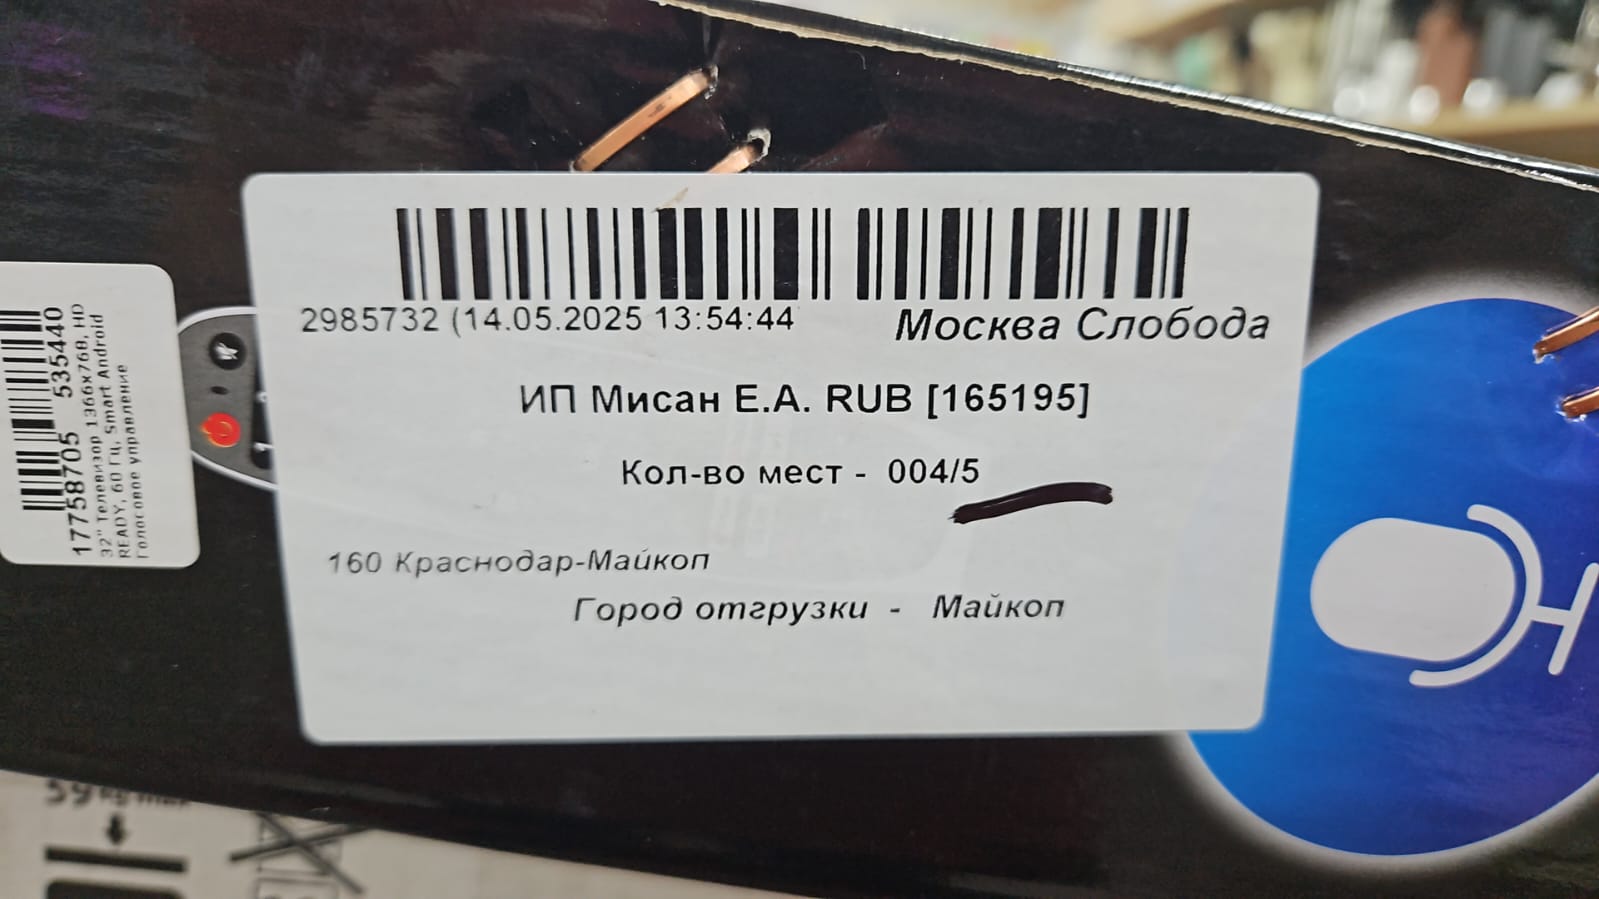 2985732 (14.05.2025 13:54:44
Москва Слобода
ИП Мисан Е.А. RUB [165195]
Кол-во мест - 004/5
160 Краснодар-Майкоп
Город отгрузки - Майкоп
17758705 535440
32" Телевизор 1366x768, HD
READY, 60 Гц, Smart Android
Голосовое управление